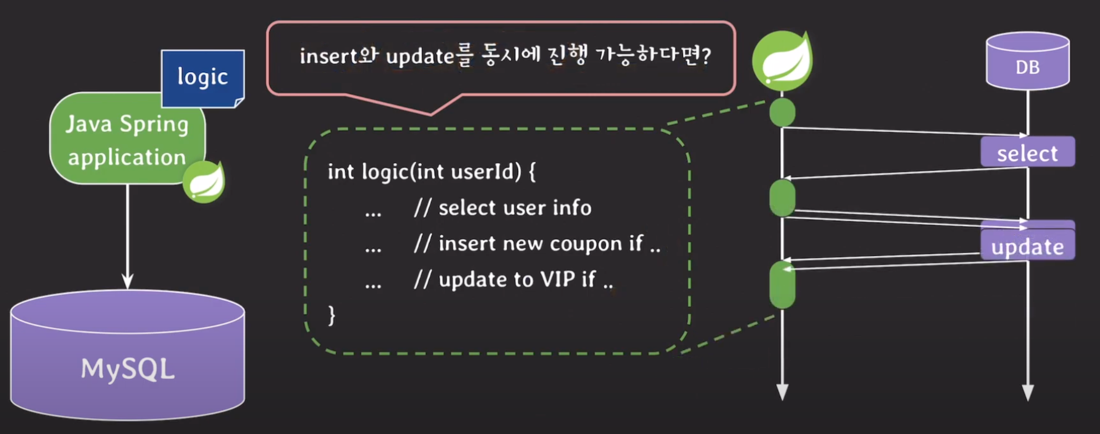 insert와 update를 동시에 진행 가능하다면?
logic
Java Spring
application
MySQL
int logic(int userId) {
... // select user info
... // insert new coupon if ..
... // update to VIP if ..
}
DB
select
update